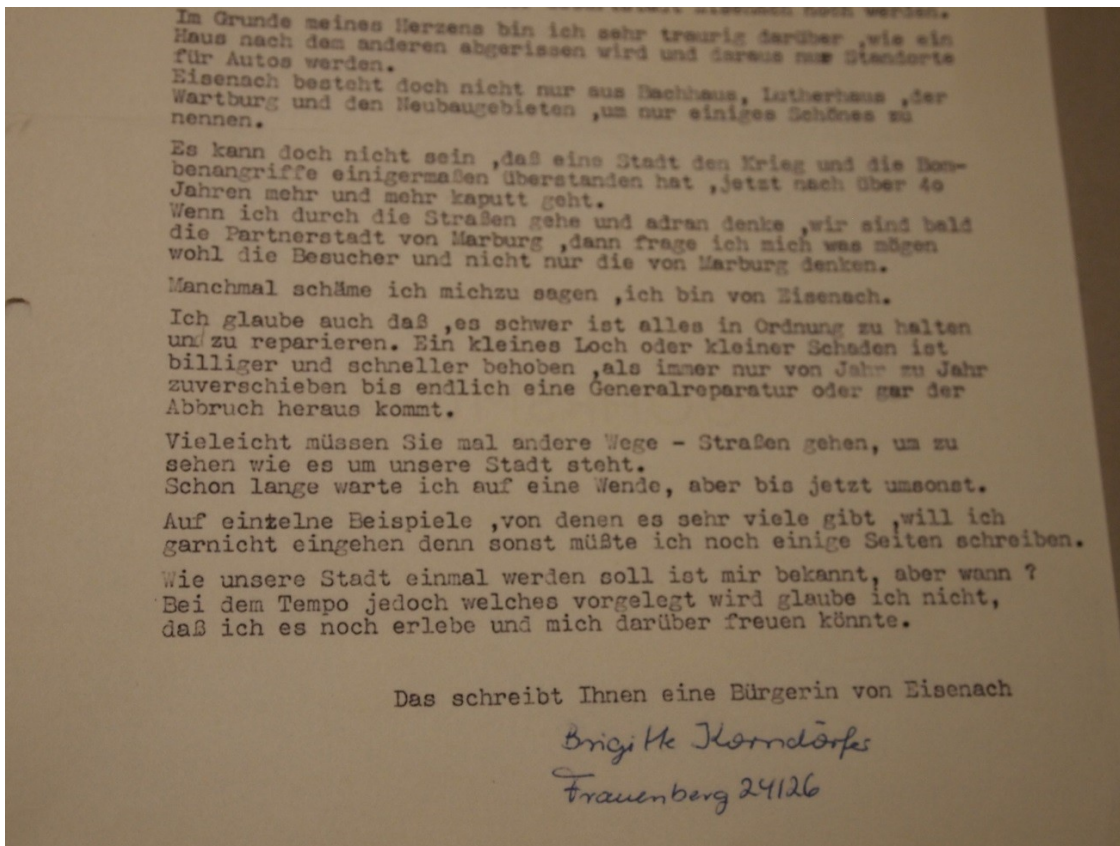 Eisenach noch werden.
Im Grunde meines Herzens bin ich sehr traurig darüber ,wie ein
Haus nach dem anderen abgerissen wird und daraus nur Standorte
für Autos werden.
Eisenach besteht doch nicht nur aus Bachhaus, Lutherhaus ,der
Wartburg und den Neubaugebieten ,um nur einiges Schönes zu
nennen.
Es kann doch nicht sein ,daß eine Stadt den Krieg und die Bom-
benangriffe einigermaßen überstanden hat ,jetzt nach über 4o
Jahren mehr und mehr kaputt geht.
Wenn ich durch die Straßen gehe und adran denke ,wir sind bald
die Partnerstadt von Marburg ,dann frage ich mich was mögen
wohl die Besucher und nicht nur die von Marburg denken.
Manchmal schäme ich michzu sagen ,ich bin von Eisenach.
Ich glaube auch daß ,es schwer ist alles in Ordnung zu halten
und zu reparieren. Ein kleines Loch oder kleiner Schaden ist
billiger und schneller behoben ,als immer nur von Jahr zu Jahr
zuverschieben bis endlich eine Generalreparatur oder gar der
Abbruch heraus kommt.
Vieleicht müssen Sie mal andere Wege - Straßen gehen, um zu
sehen wie es um unsere Stadt steht.
Schon lange warte ich auf eine Wende, aber bis jetzt umsonst.
Auf einzelne Beispiele ,von denen es sehr viele gibt ,will ich
garnicht eingehen denn sonst müßte ich noch einige Seiten schreiben.
Wie unsere Stadt einmal werden soll ist mir bekannt, aber wann ?
Bei dem Tempo jedoch welches vorgelegt wird glaube ich nicht,
daß ich es noch erlebe und mich darüber freuen könnte.
Das schreibt Ihnen eine Bürgerin von Eisenach
Brigitte Korndörfer
Frauenberg 24/26